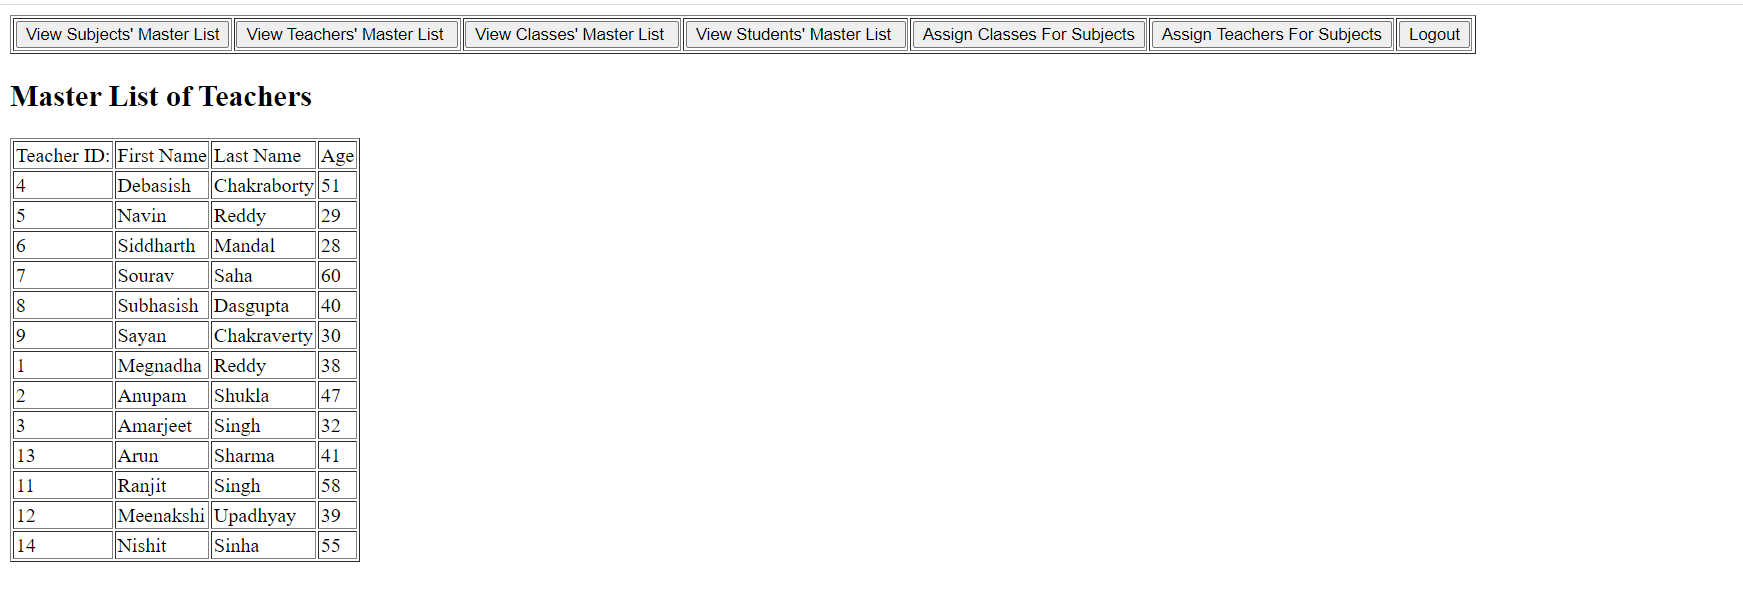 View Subjects' Master List View Teachers' Master List View Classes' Master List View Students' Master List Assign Classes For Subjects Assign Teachers For Subjects Logout
Master List of Teachers
Teacher ID: First Name Last Name Age
4 Debasish Chakraborty 51
5 Navin Reddy 29
6 Siddharth Mandal 28
7 Sourav Saha 60
8 Subhasish Dasgupta 40
9 Sayan Chakraverty 30
1 Megnadha Reddy 38
2 Anupam Shukla 47
3 Amarjeet Singh 32
13 Arun Sharma 41
11 Ranjit Singh 58
12 Meenakshi Upadhyay 39
14 Nishit Sinha 55